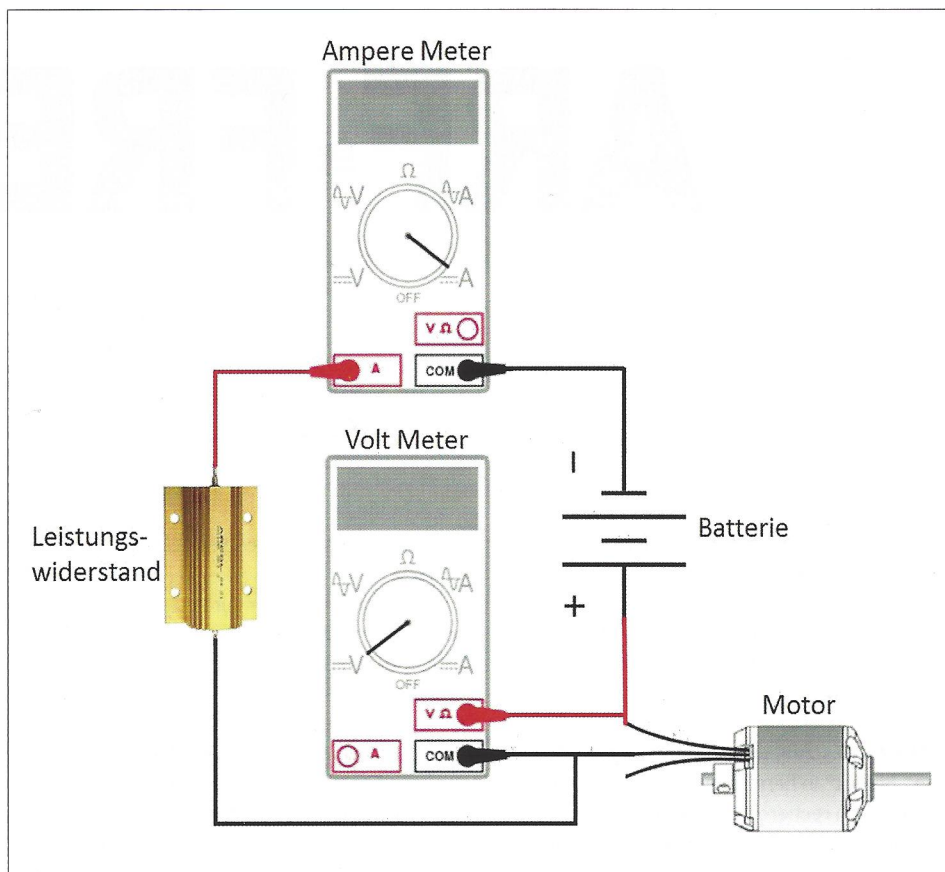 Ampere Meter
Ω
V
A
V
A
OFF
V Ω
A
COM
Volt Meter
Ω
V
A
V
A
OFF
V Ω
A
COM
Leistungs-
widerstand
−
Batterie
+
Motor